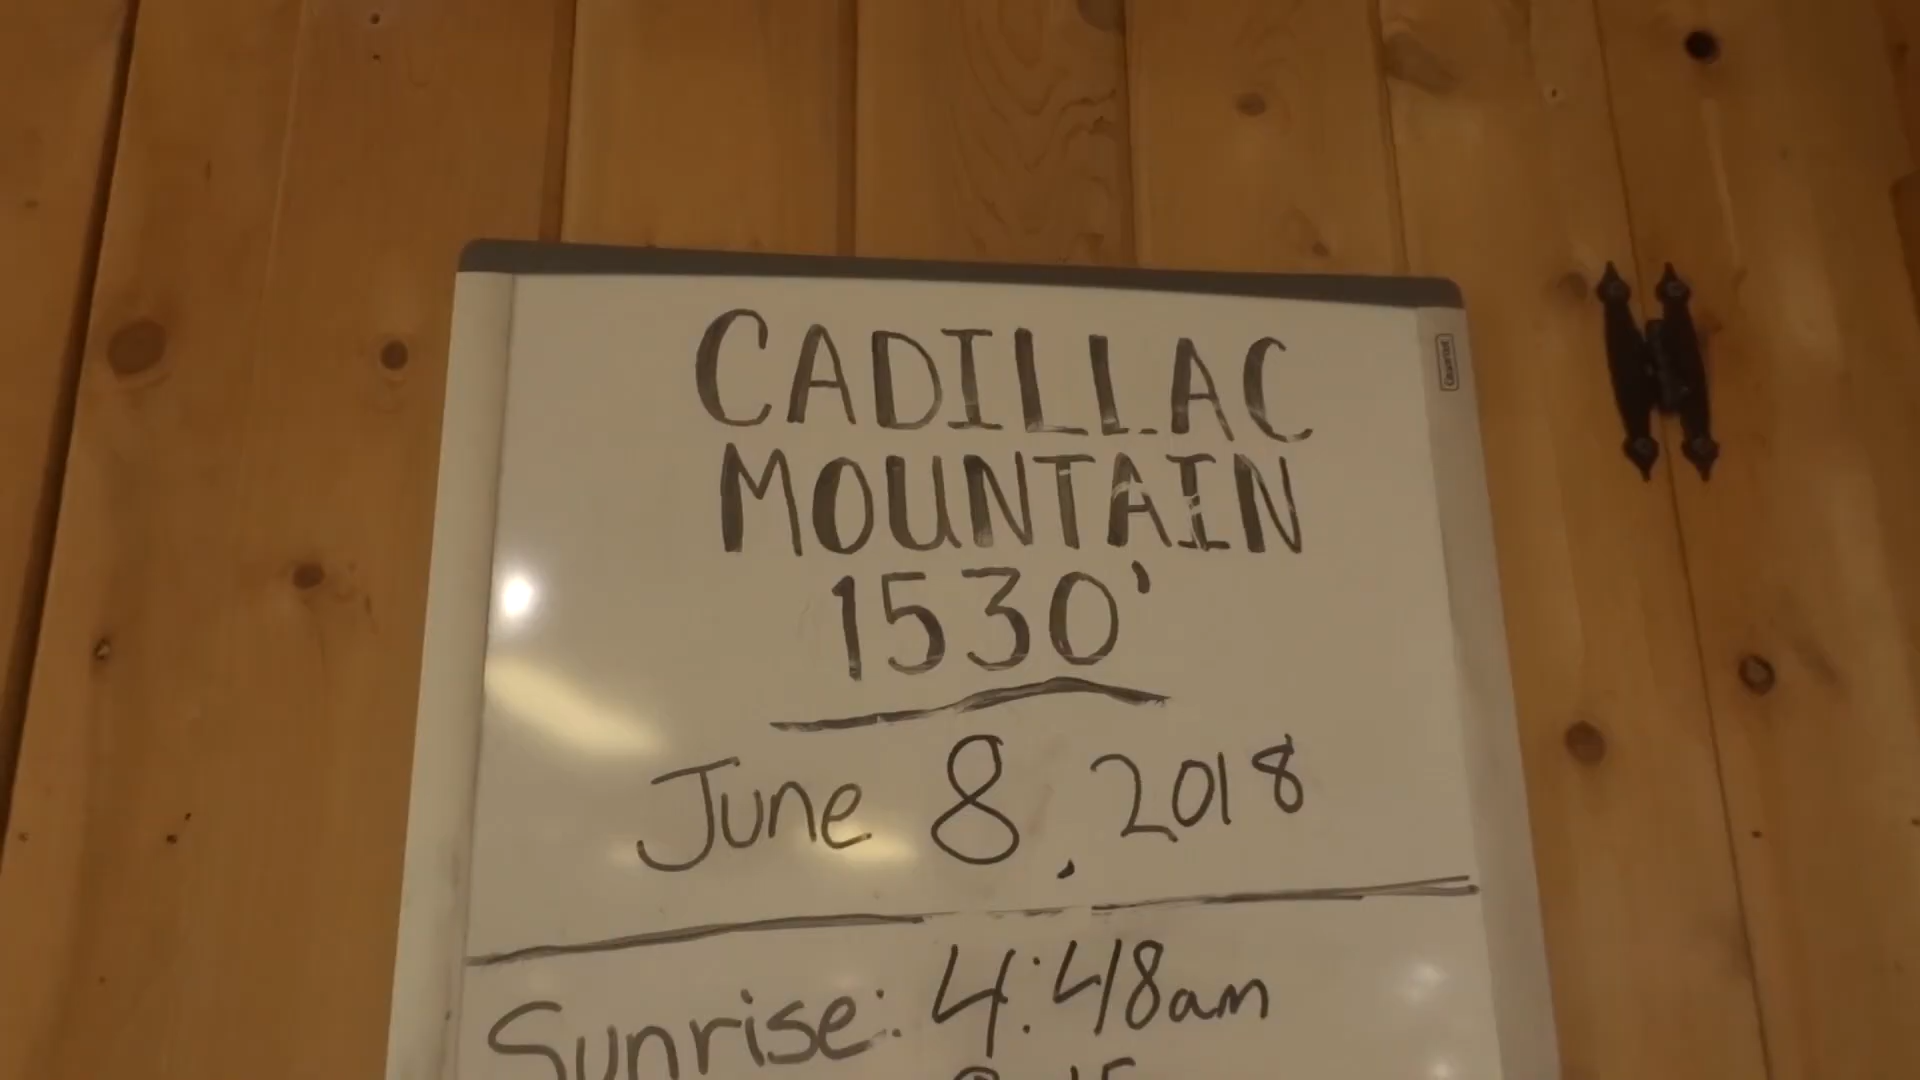 CADILLAC
MOUNTAIN
1530'
June 8, 2018
Sunrise: 4:48am